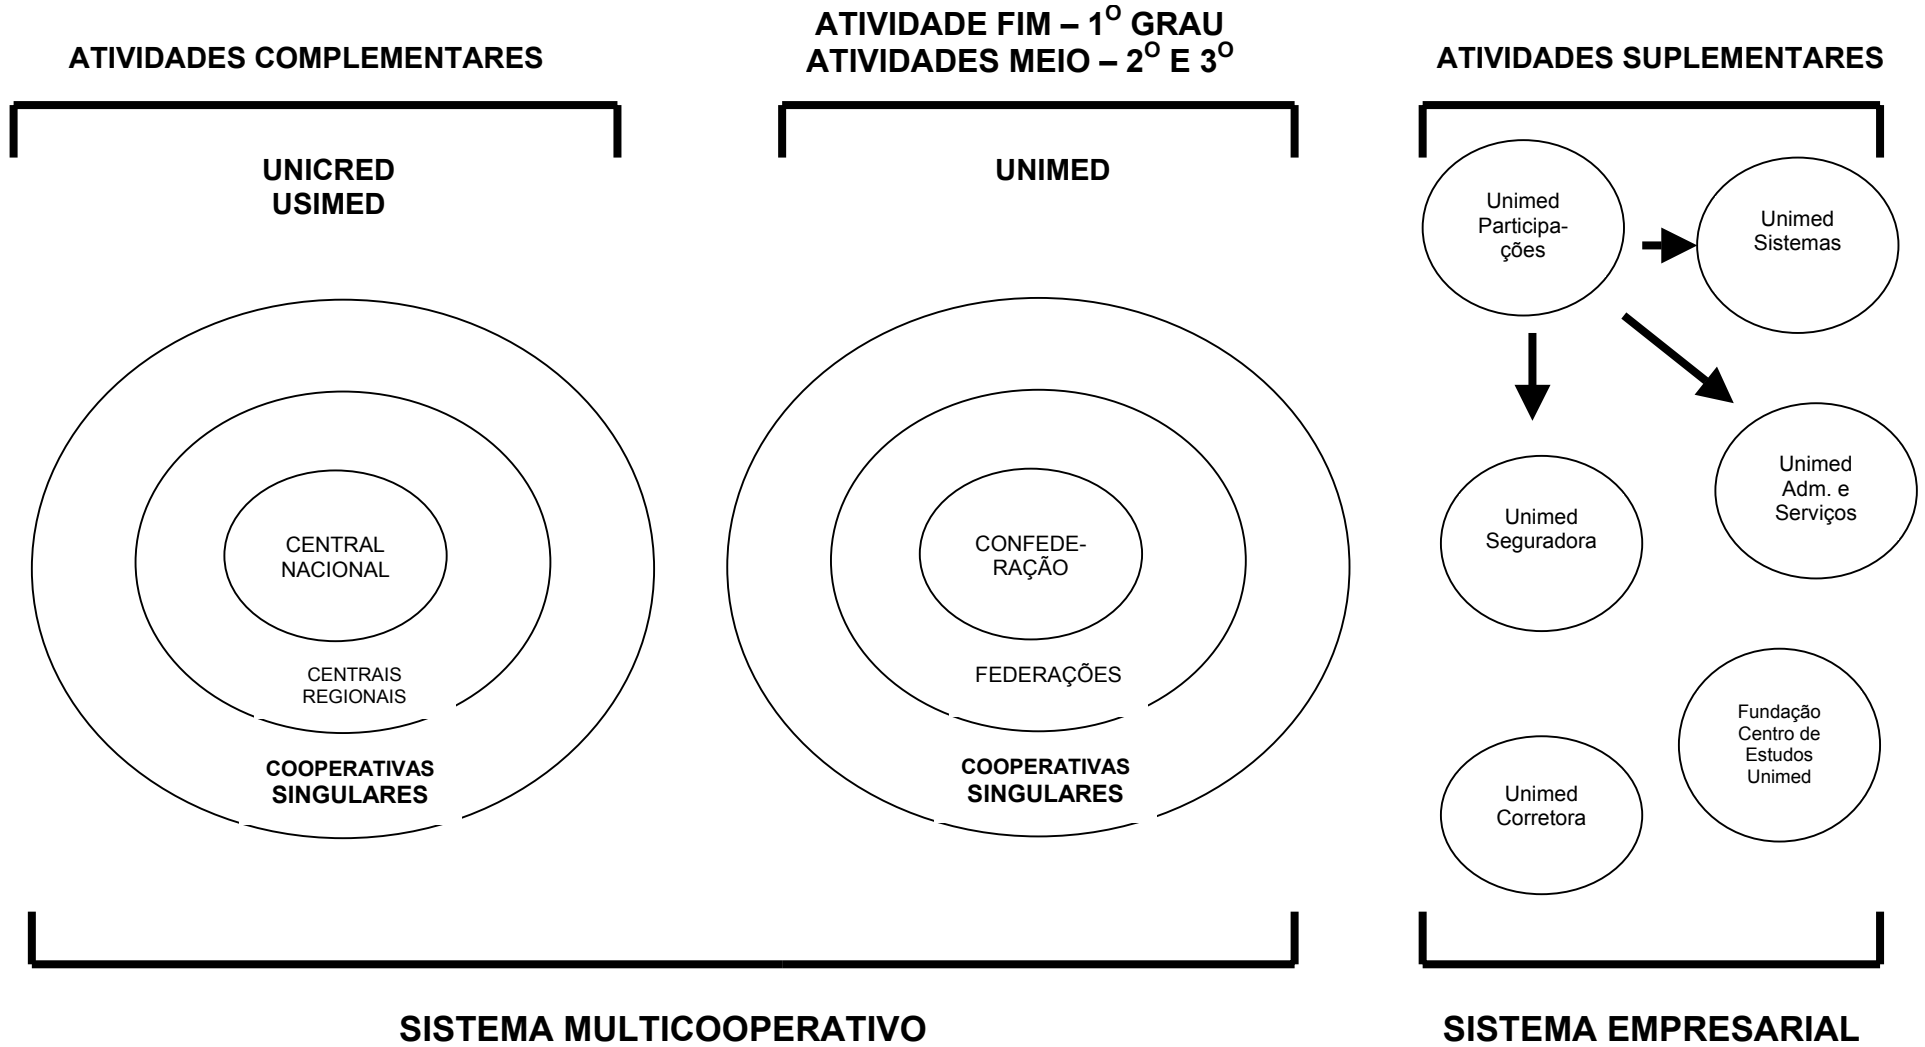 ATIVIDADES COMPLEMENTARES
ATIVIDADE FIM – 1º GRAU
ATIVIDADES MEIO – 2º E 3º
ATIVIDADES SUPLEMENTARES
UNICRED
USIMED
UNIMED
CENTRAL
NACIONAL
CENTRAIS
REGIONAIS
COOPERATIVAS
SINGULARES
CONFEDE-
RAÇÃO
FEDERAÇÕES
COOPERATIVAS
SINGULARES
Unimed
Participa-
ções
Unimed
Sistemas
Unimed
Seguradora
Unimed
Adm. e
Serviços
Unimed
Corretora
Fundação
Centro de
Estudos
Unimed
SISTEMA MULTICOOPERATIVO
SISTEMA EMPRESARIAL